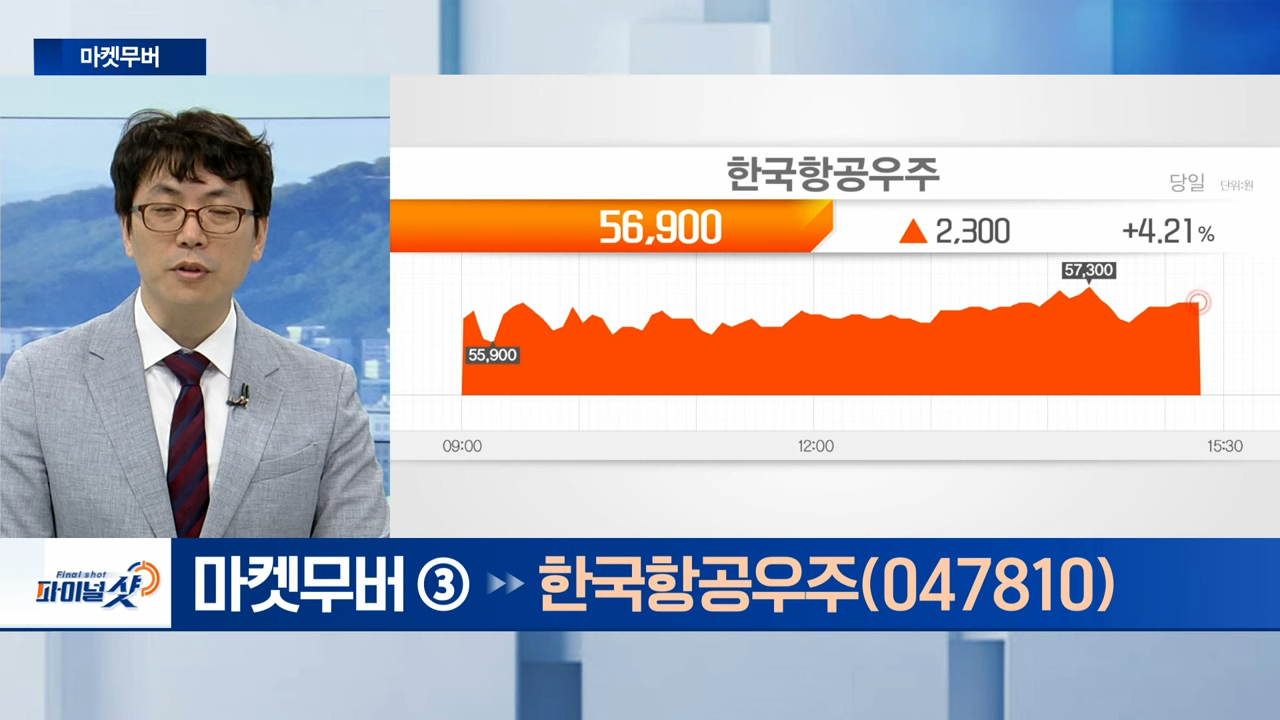 마켓무버
한국항공우주
당일 단위:원
56,900 ▲ 2,300 +4.21%
57,300
55,900
09:00 12:00 15:30
Final shot
파이널샷
마켓무버 ③ 한국항공우주(047810)